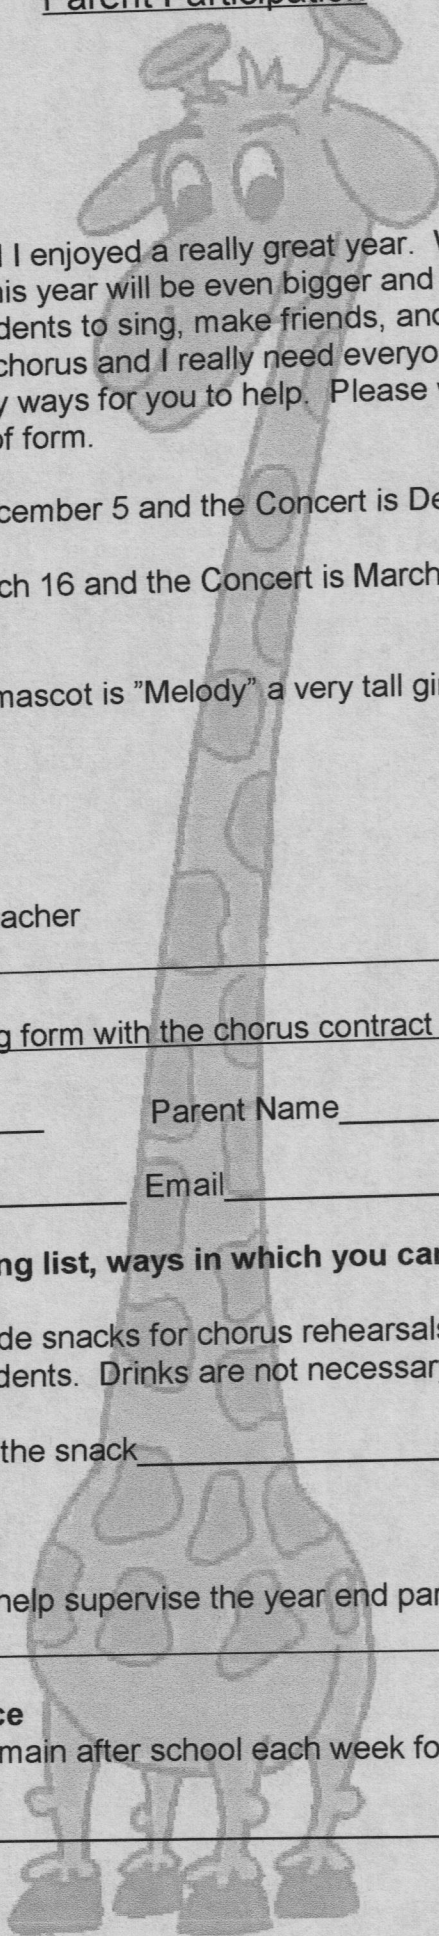 Parent Participation
I enjoyed a really great year.
his year will be even bigger and
dents to sing, make friends, and
chorus and I really need everyo
y ways for you to help. Please
of form.
cember 5 and the Concert is De
ch 16 and the Concert is March
mascot is ”Melody” a very tall gi
acher
g form with the chorus contract
Parent Name
Email
ng list, ways in which you ca
de snacks for chorus rehearsals
dents. Drinks are not necessar
the snack
help supervise the year end par
ce
main after school each week fo